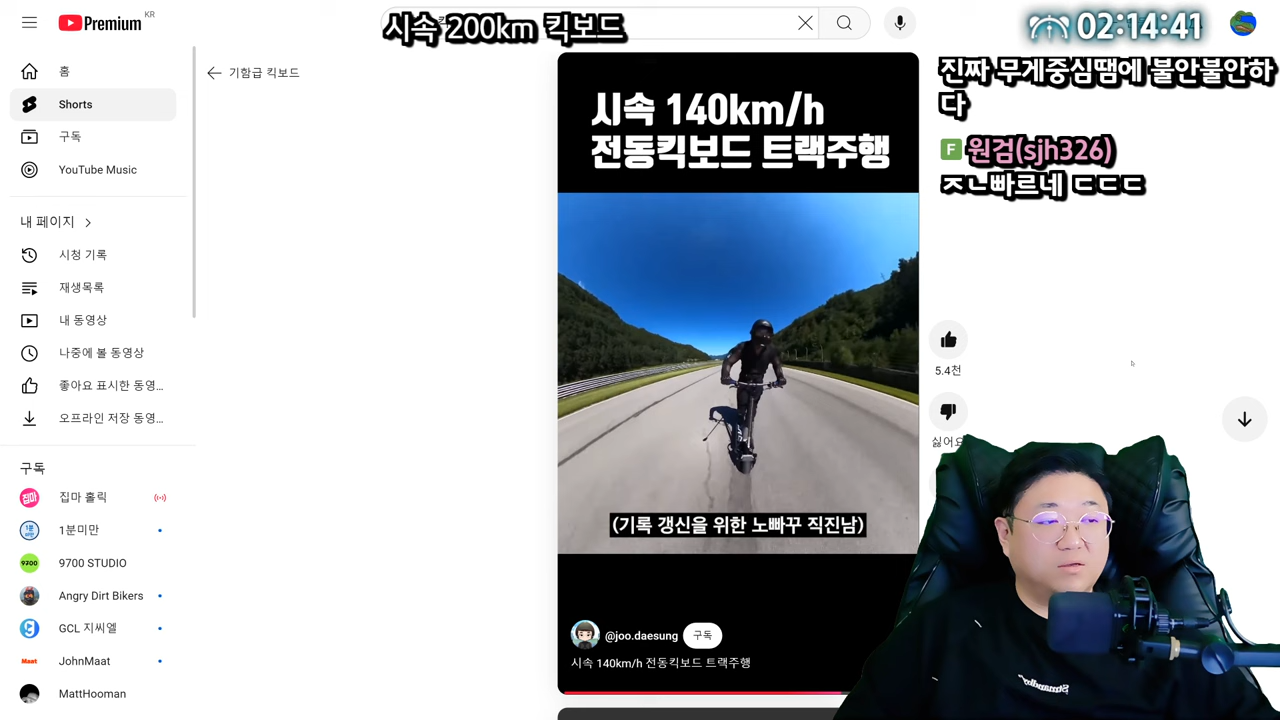 Premium KR
시속 200km 킥보드
02:14:41
홈
Shorts
구독
YouTube Music
내 페이지
시청 기록
재생목록
내 동영상
나중에 볼 동영상
좋아요 표시한 동영...
오프라인 저장 동영...
구독
집마
집마 홀릭
1분미만
9700
9700 STUDIO
Angry Dirt Bikers
GCL 지씨엘
Maat
JohnMaat
MattHooman
기함급 킥보드
시속 140km/h
전동킥보드 트랙주행
(기록 갱신을 위한 노빠꾸 직진남)
@joo.daesung 구독
시속 140km/h 전동킥보드 트랙주행
진짜 무게중심땜에 불안불안하
다
F 원검(sjh326)
ㅈㄴ빠르네 ㄷㄷㄷ
5.4천
싫어요